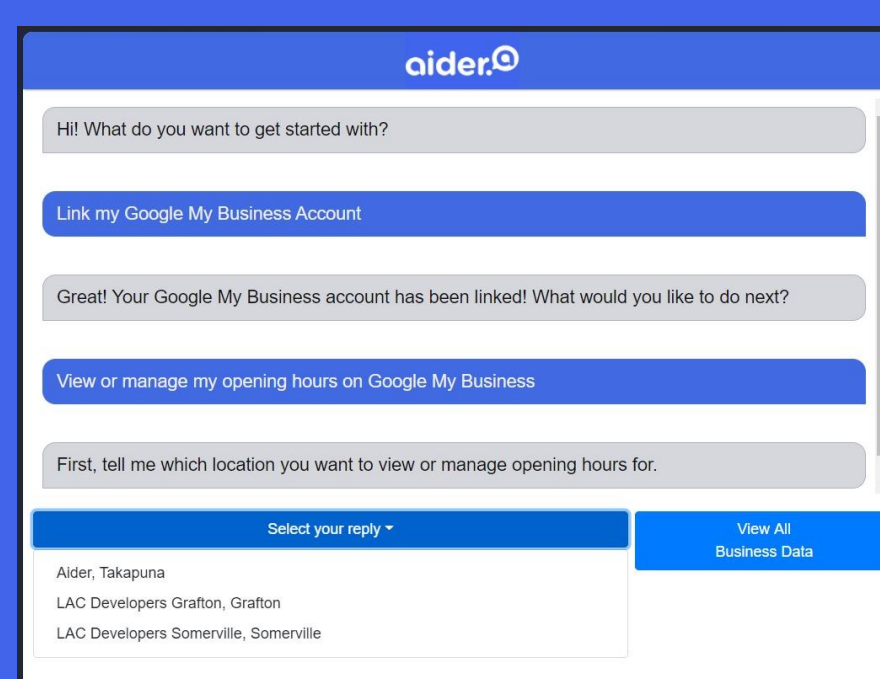 aider.
Hi! What do you want to get started with?
Link my Google My Business Account
Great! Your Google My Business account has been linked! What would you like to do next?
View or manage my opening hours on Google My Business
First, tell me which location you want to view or manage opening hours for.
Select your reply
View All
Business Data
Aider, Takapuna
LAC Developers Grafton, Grafton
LAC Developers Somerville, Somerville